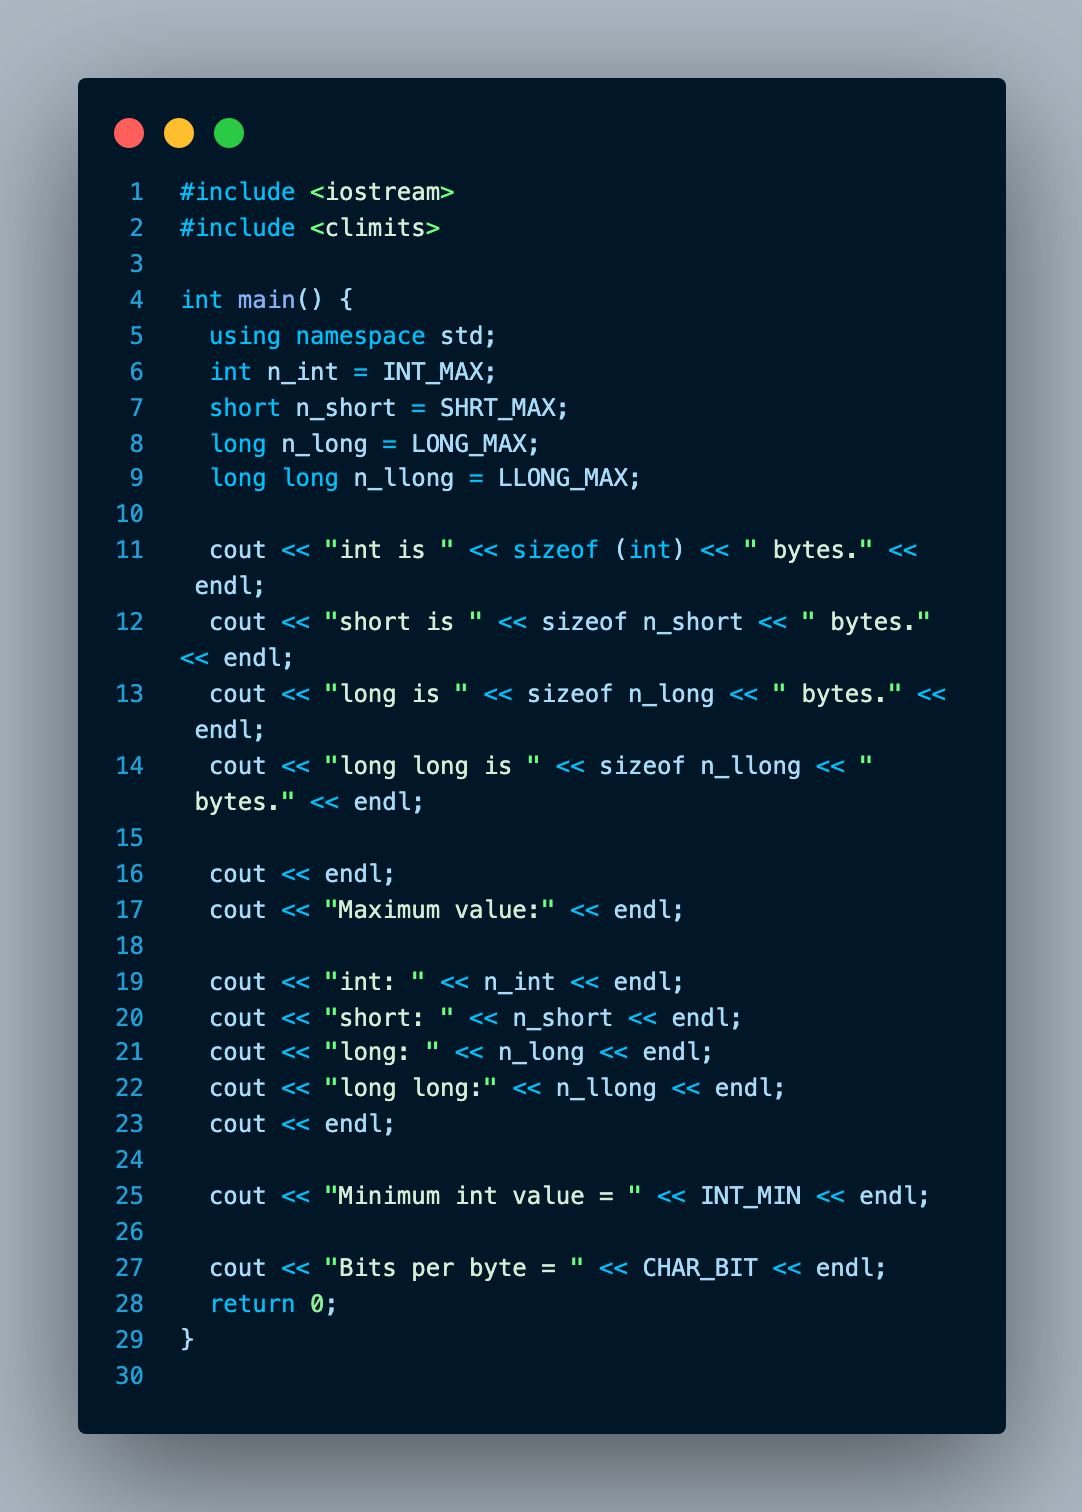 1 #include <iostream>
2 #include <climits>
3
4 int main() {
5   using namespace std;
6   int n_int = INT_MAX;
7   short n_short = SHRT_MAX;
8   long n_long = LONG_MAX;
9   long long n_llong = LLONG_MAX;
10
11   cout << "int is " << sizeof (int) << " bytes." <<
endl;
12   cout << "short is " << sizeof n_short << " bytes."
<< endl;
13   cout << "long is " << sizeof n_long << " bytes." <<
endl;
14   cout << "long long is " << sizeof n_llong << "
bytes." << endl;
15
16   cout << endl;
17   cout << "Maximum value:" << endl;
18
19   cout << "int: " << n_int << endl;
20   cout << "short: " << n_short << endl;
21   cout << "long: " << n_long << endl;
22   cout << "long long:" << n_llong << endl;
23   cout << endl;
24
25   cout << "Minimum int value = " << INT_MIN << endl;
26
27   cout << "Bits per byte = " << CHAR_BIT << endl;
28   return 0;
29 }
30